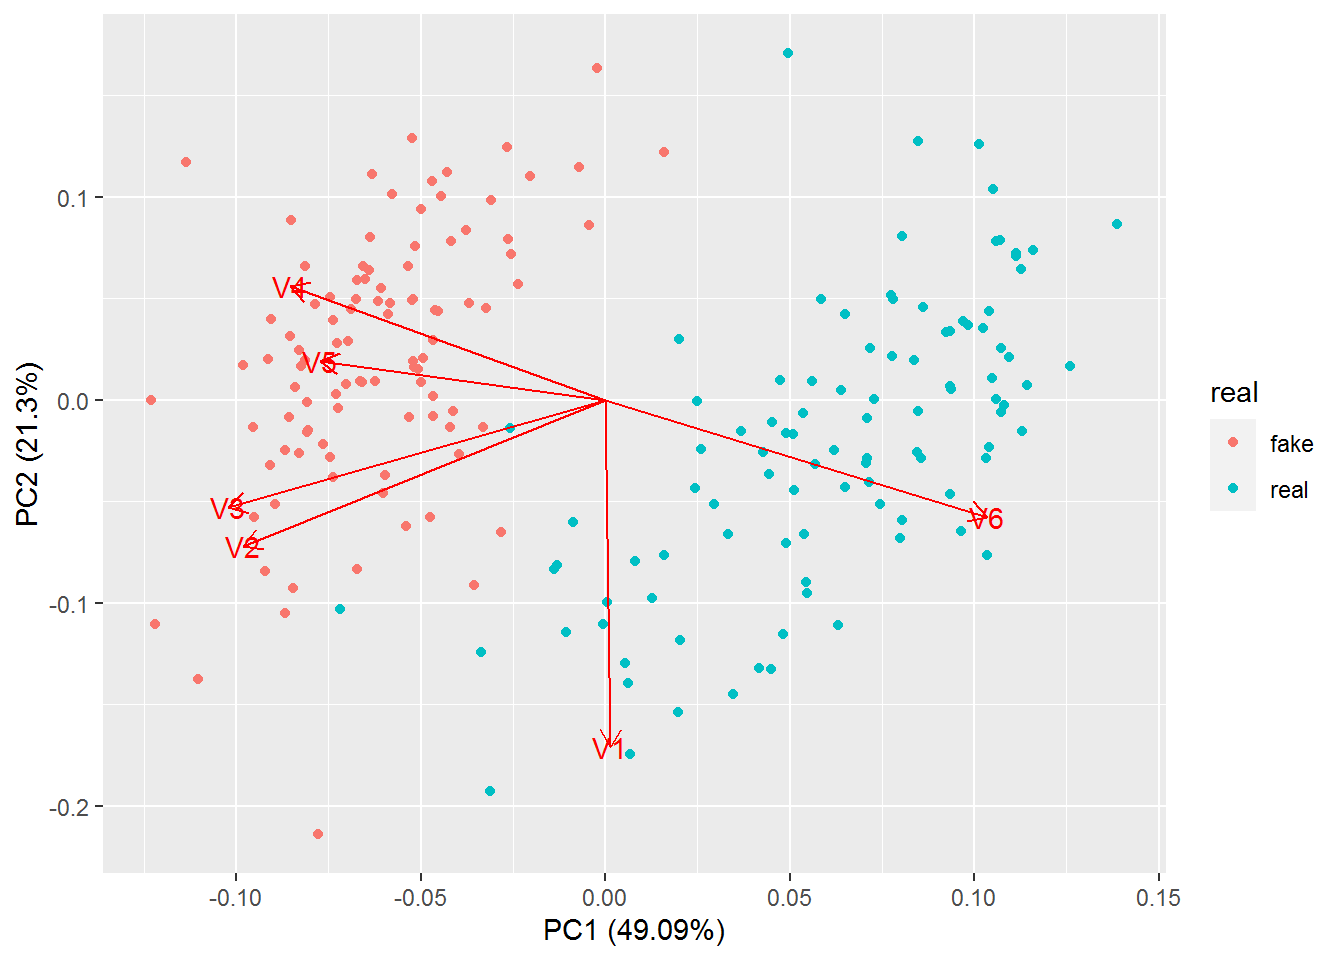 0.1
0.0
-0.1
-0.2
PC2 (21.3%)
V4
V5
V3
V2
V6
V1
-0.10
-0.05
0.00
0.05
0.10
0.15
PC1 (49.09%)
real
fake
real